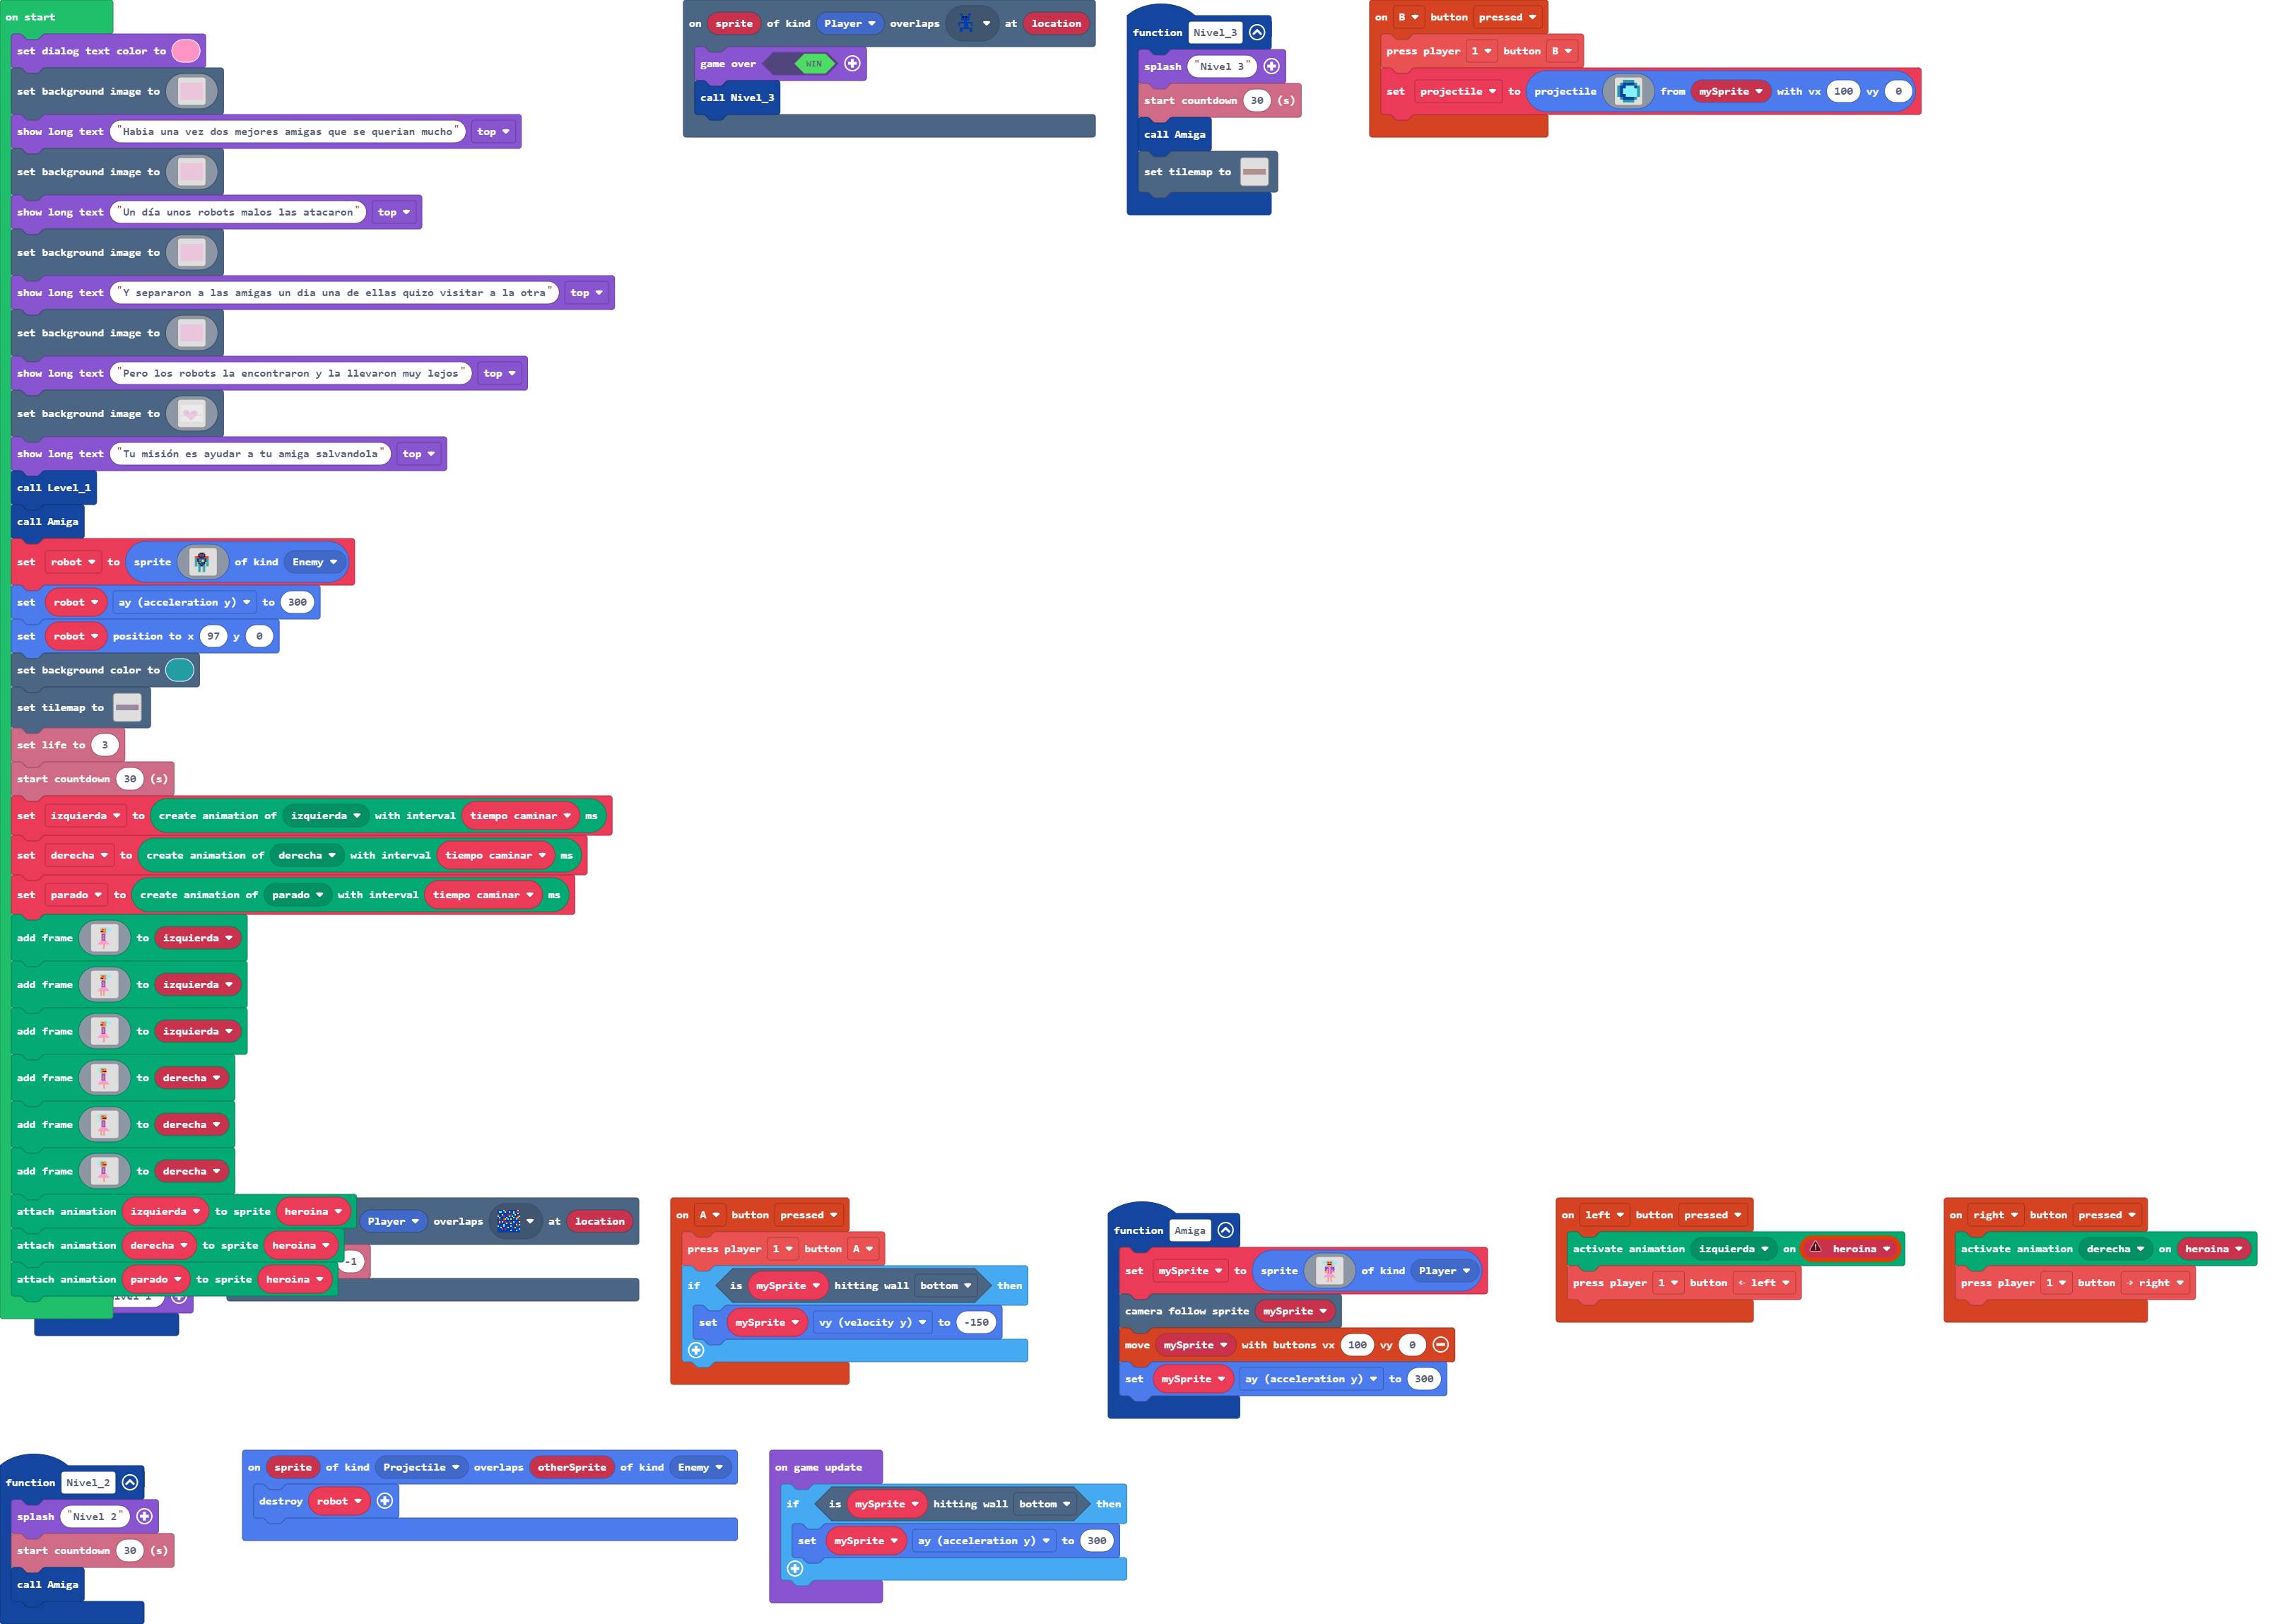 on start
set dialog text color to
set background image to
show long text "Habia una vez dos mejores amigas que se querian mucho" top
set background image to
show long text "Un día unos robots malos las atacaron" top
set background image to
show long text "Y separaron a las amigas un dia una de ellas quizo visitar a la otra" top
set background image to
show long text "Pero los robots la encontraron y la llevaron muy lejos" top
set background image to
show long text "Tu misión es ayudar a tu amiga salvandola" top
call Level_1
call Amiga
set robot to sprite of kind Enemy
set robot ay (acceleration y) to 300
set robot position to x 97 y 0
set background color to
set tilemap to
set life to 3
start countdown 30 (s)
set izquierda to create animation of izquierda with interval tiempo caminar ms
set derecha to create animation of derecha with interval tiempo caminar ms
set parado to create animation of parado with interval tiempo caminar ms
add frame to izquierda
add frame to izquierda
add frame to izquierda
add frame to derecha
add frame to derecha
add frame to derecha
attach animation izquierda to sprite heroina
attach animation derecha to sprite heroina
attach animation parado to sprite heroina
on sprite of kind Player overlaps at location
game over WIN
call Nivel_3
function Nivel_3
splash "Nivel 3"
start countdown 30 (s)
call Amiga
set tilemap to
on B button pressed
press player 1 button B
set projectile to projectile from mySprite with vx 100 vy 0
Player overlaps at location
-1
on A button pressed
press player 1 button A
if is mySprite hitting wall bottom then
set mySprite vy (velocity y) to -150
function Amiga
set mySprite to sprite of kind Player
camera follow sprite mySprite
move mySprite with buttons vx 100 vy 0
set mySprite ay (acceleration y) to 300
on left button pressed
activate animation izquierda on heroina
press player 1 button ← left
on right button pressed
activate animation derecha on heroina
press player 1 button → right
function Nivel_2
splash "Nivel 2"
start countdown 30 (s)
call Amiga
on sprite of kind Projectile overlaps otherSprite of kind Enemy
destroy robot
on game update
if is mySprite hitting wall bottom then
set mySprite ay (acceleration y) to 300